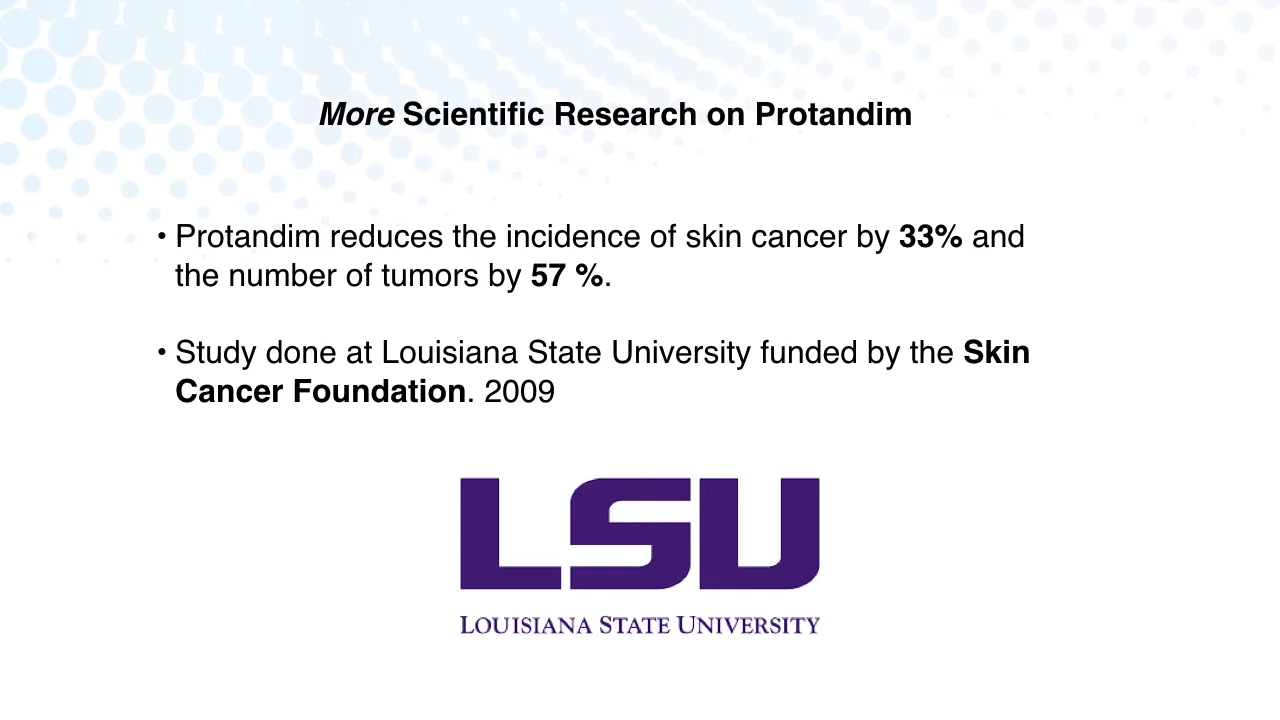 More Scientific Research on Protandim
• Protandim reduces the incidence of skin cancer by 33% and
the number of tumors by 57 %.
• Study done at Louisiana State University funded by the Skin
Cancer Foundation. 2009
LSU
LOUISIANA STATE UNIVERSITY